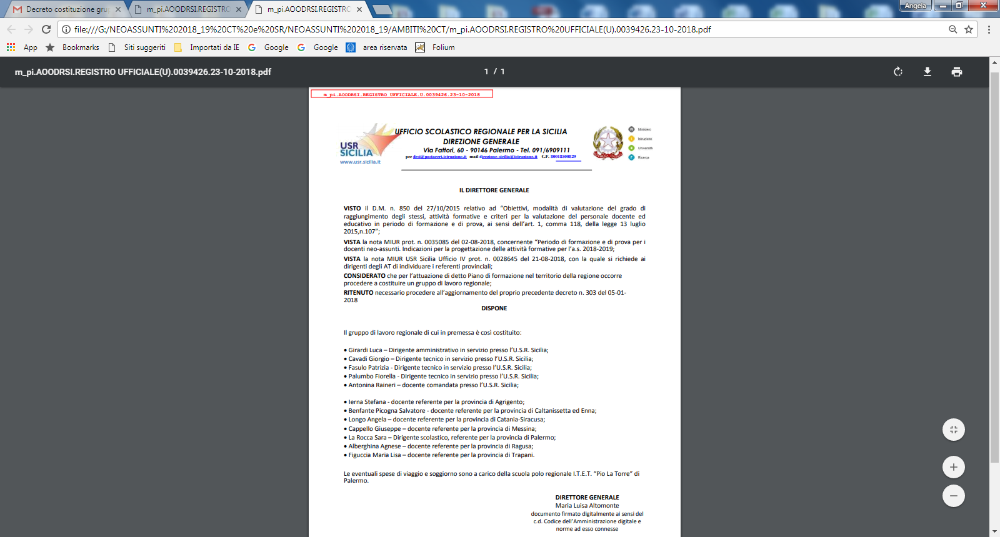 Decreto costituzione gru
m_pi.AOODRSI.REGISTRO
m_pi.AOODRSI.REGISTRO
Angela
file:///G:/NEOASSUNTI%202018_19%20CT%20e%20SR/NEOASSUNTI%202018_19/AMBITI%20CT/m_pi.AOODRSI.REGISTRO%20UFFICIALE(U).0039426.23-10-2018.pdf
App Bookmarks Siti suggeriti Importati da IE Google Google area riservata Folium
m_pi.AOODRSI.REGISTRO UFFICIALE(U).0039426.23-10-2018.pdf 1 / 1
m_pi.AOODRSI.REGISTRO UFFICIALE.U.0039426.23-10-2018
USR
SICILIA
www.usr.sicilia.it
UFFICIO SCOLASTICO REGIONALE PER LA SICILIA
DIREZIONE GENERALE
Via Fattori, 60 - 90146 Palermo - Tel. 091/6909111
pec drsi@postacert.istruzione.it mail direzione-sicilia@istruzione.it C.F. 80018500829
M Ministero
I Istruzione
U Università
R Ricerca
IL DIRETTORE GENERALE
VISTO il D.M. n. 850 del 27/10/2015 relativo ad “Obiettivi, modalità di valutazione del grado di
raggiungimento degli stessi, attività formative e criteri per la valutazione del personale docente ed
educativo in periodo di formazione e di prova, ai sensi dell’art. 1, comma 118, della legge 13 luglio
2015,n.107”;
VISTA la nota MIUR prot. n. 0035085 del 02-08-2018, concernente “Periodo di formazione e di prova per i
docenti neo-assunti. Indicazioni per la progettazione delle attività formative per l’a.s. 2018-2019;
VISTA la nota MIUR USR Sicilia Ufficio IV prot. n. 0028645 del 21-08-2018, con la quale si richiede ai
dirigenti degli AT di individuare i referenti provinciali;
CONSIDERATO che per l’attuazione di detto Piano di formazione nel territorio della regione occorre
procedere a costituire un gruppo di lavoro regionale;
RITENUTO necessario procedere all’aggiornamento del proprio precedente decreto n. 303 del 05-01-
2018
DISPONE
Il gruppo di lavoro regionale di cui in premessa è così costituito:
• Girardi Luca – Dirigente amministrativo in servizio presso l’U.S.R. Sicilia;
• Cavadi Giorgio – Dirigente tecnico in servizio presso l’U.S.R. Sicilia;
• Fasulo Patrizia - Dirigente tecnico in servizio presso l’U.S.R. Sicilia;
• Palumbo Fiorella - Dirigente tecnico in servizio presso l’U.S.R. Sicilia;
• Antonina Raineri – docente comandata presso l’U.S.R. Sicilia;
• Ierna Stefana - docente referente per la provincia di Agrigento;
• Benfante Picogna Salvatore - docente referente per la provincia di Caltanissetta ed Enna;
• Longo Angela – docente referente per la provincia di Catania-Siracusa;
• Cappello Giuseppe – docente referente per la provincia di Messina;
• La Rocca Sara – Dirigente scolastico, referente per la provincia di Palermo;
• Alberghina Agnese – docente referente per la provincia di Ragusa;
• Figuccia Maria Lisa – docente referente per la provincia di Trapani.
Le eventuali spese di viaggio e soggiorno sono a carico della scuola polo regionale I.T.E.T. “Pio La Torre” di
Palermo.
DIRETTORE GENERALE
Maria Luisa Altomonte
documento firmato digitalmente ai sensi del
c.d. Codice dell’Amministrazione digitale e
norme ad esso connesse